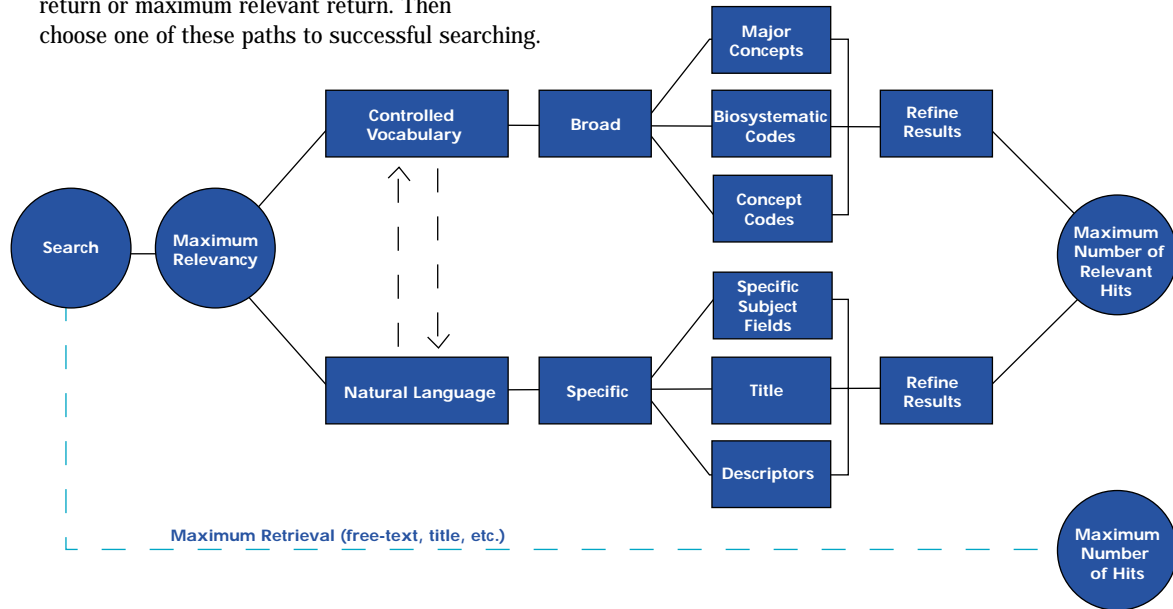 return or maximum relevant return. Then
choose one of these paths to successful searching.
Major
Concepts
Controlled
Vocabulary
Broad
Biosystematic
Codes
Refine
Results
Concept
Codes
Search
Maximum
Relevancy
Maximum
Number of
Relevant
Hits
Specific
Subject
Fields
Natural Language
Specific
Title
Refine
Results
Descriptors
Maximum Retrieval (free-text, title, etc.)
Maximum
Number
of Hits